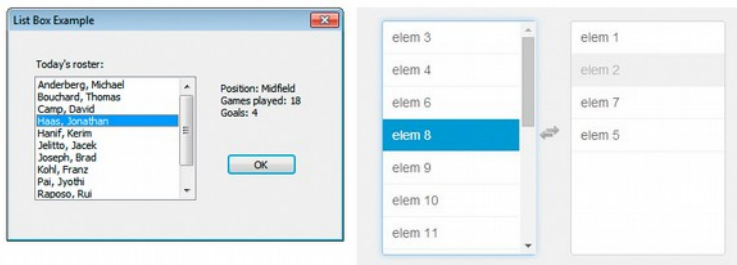 List Box Example
Today's roster:
Anderberg, Michael
Bouchard, Thomas
Camp, David
Haas, Jonathan
Hanif, Kerim
Jelitto, Jacek
Joseph, Brad
Kohl, Franz
Pai, Jyothi
Raposo, Rui
Position: Midfield
Games played: 18
Goals: 4
OK
elem 3
elem 4
elem 6
elem 8
elem 9
elem 10
elem 11
elem 1
elem 2
elem 7
elem 5